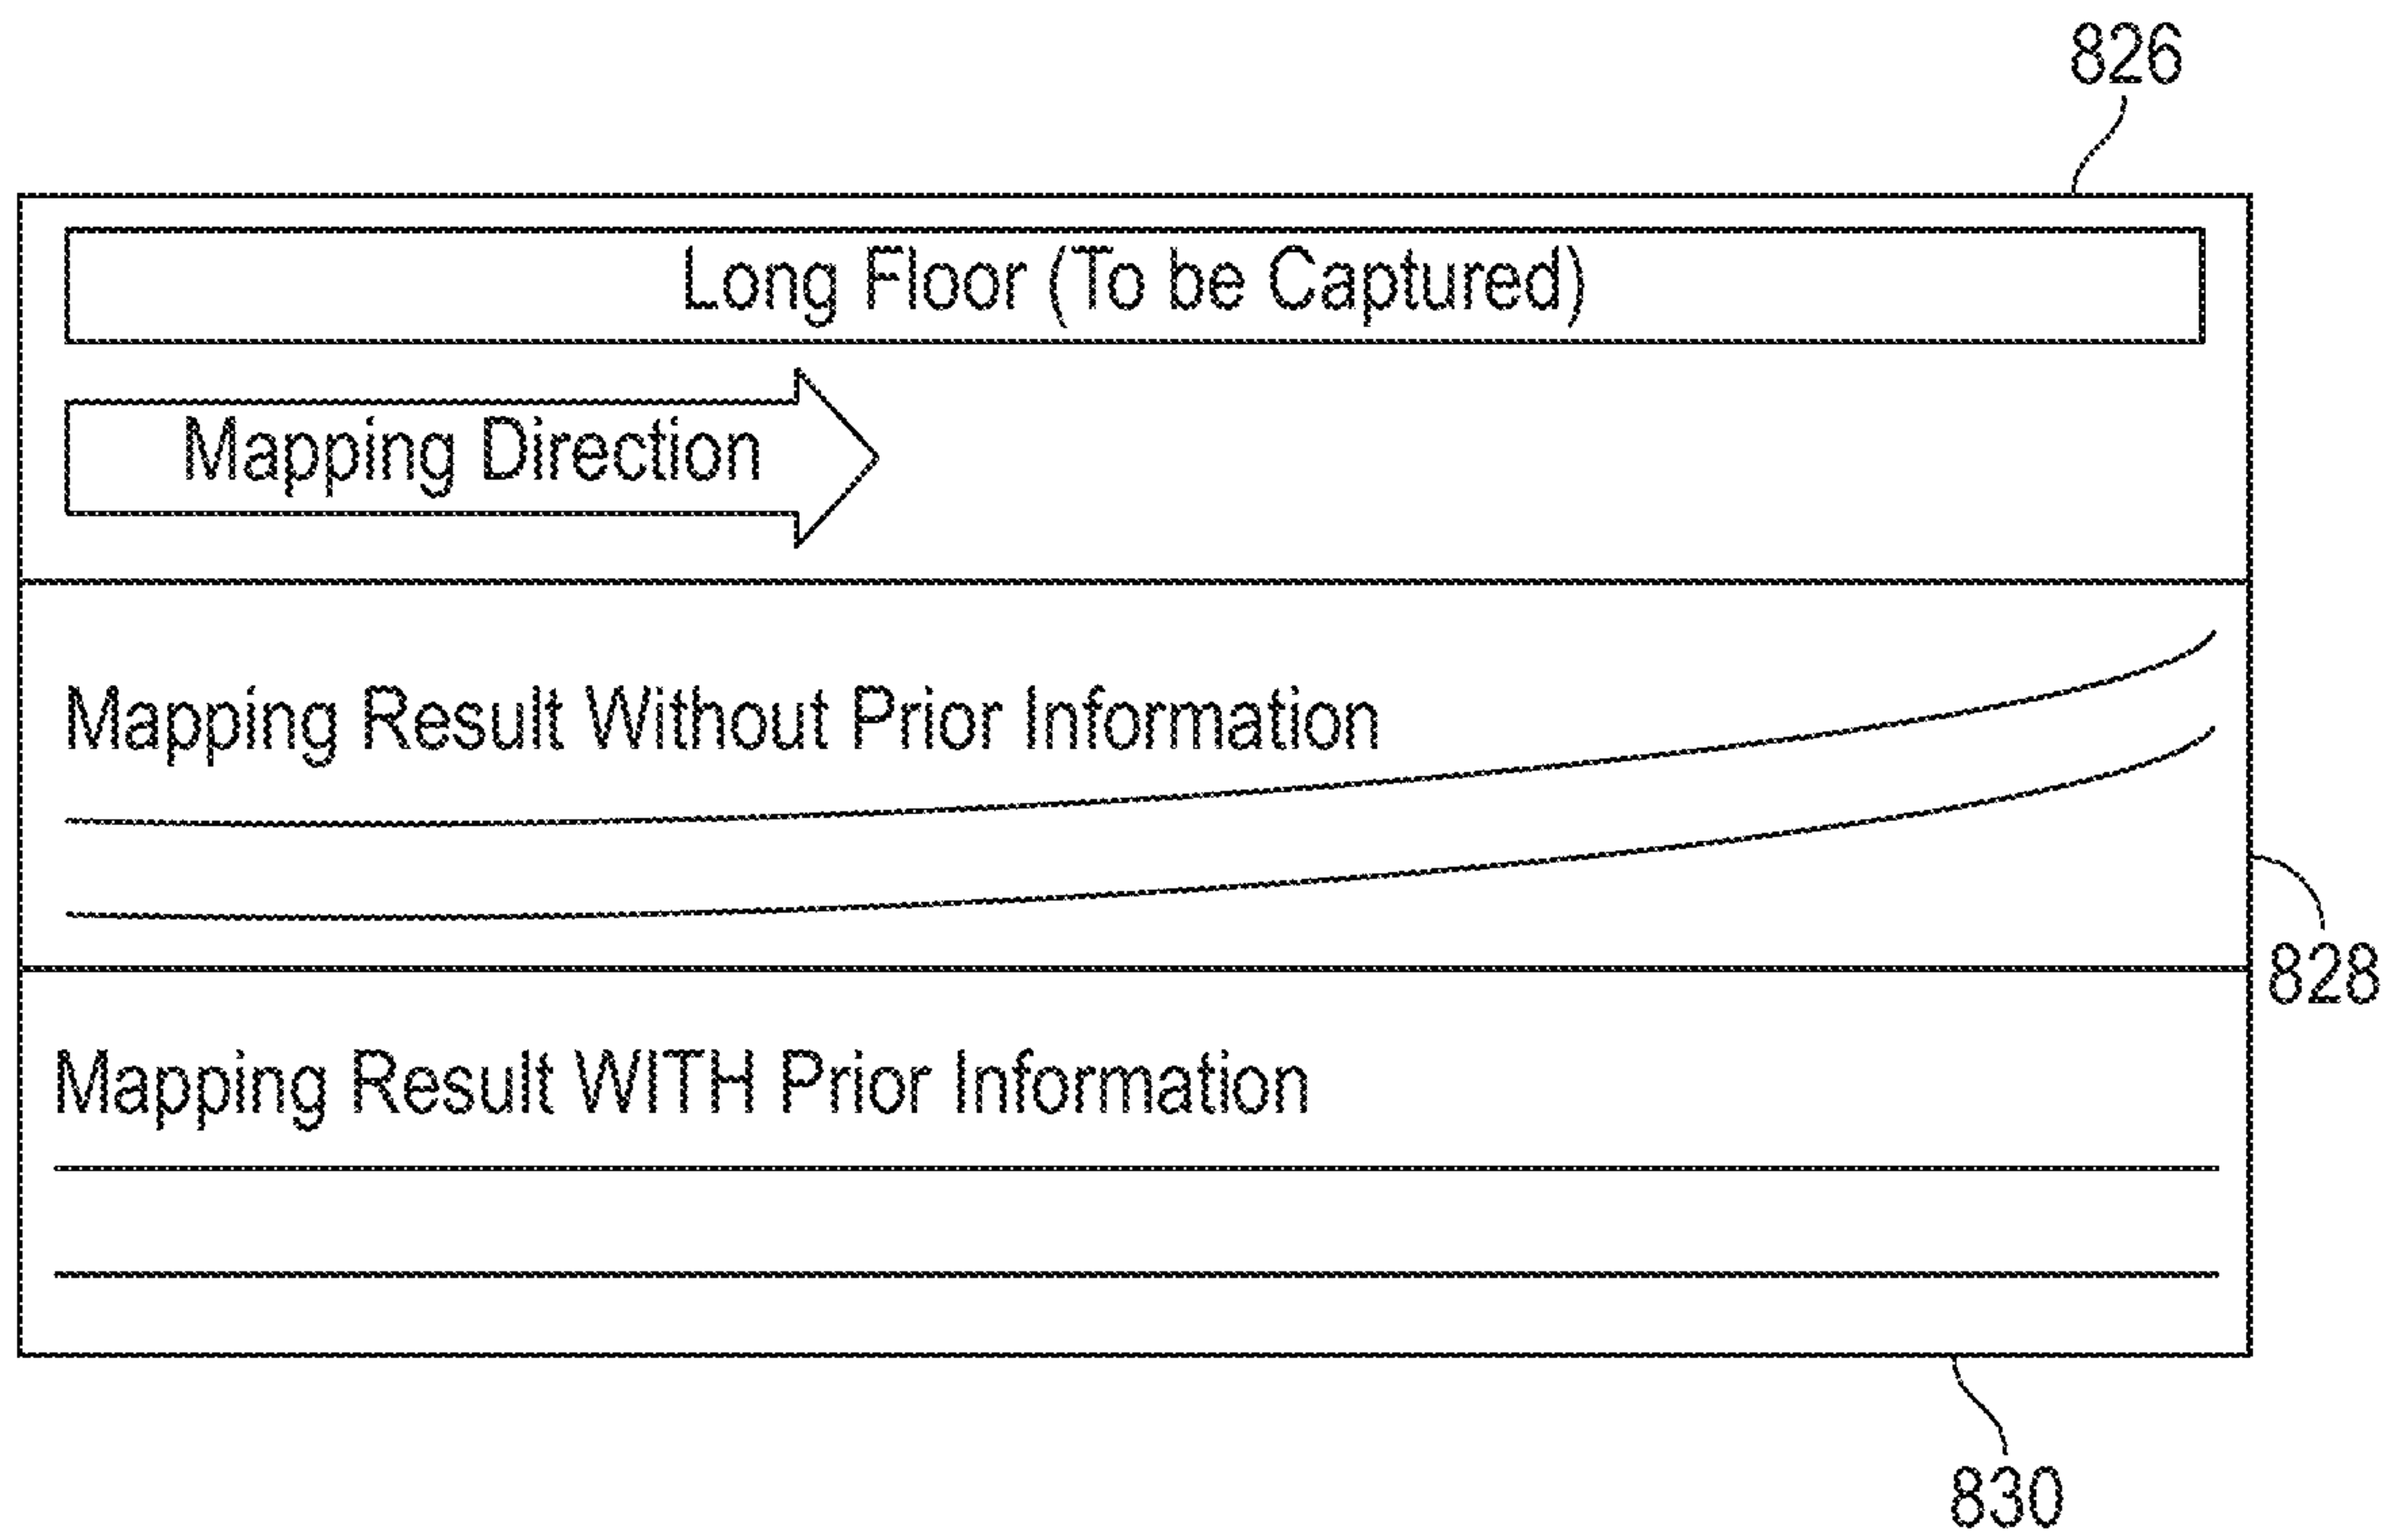 826
Long Floor (To be Captured)
Mapping Direction
Mapping Result Without Prior Information
828
Mapping Result WITH Prior Information
830